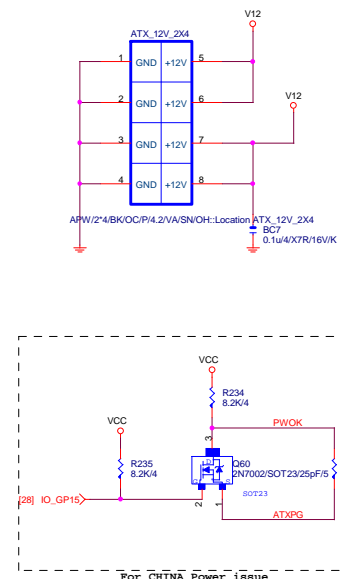 V12
ATX_12V_2X4
1 GND +12V 5
V12
2 GND +12V 6
3 GND +12V 7
4 GND +12V 8
APW/2*4/BK/OC/P/4.2/VA/SN/OH::Location ATX_12V_2X4
BC7
0.1u/4/X7R/16V/K
VCC
R234
8.2K/4
VCC
PWOK
3
R235
8.2K/4
D
Q60
2N7002/SOT23/25pF/5
G S
SOT23
[28] IO_GP15
2 1
ATXPG
For CHINA Power issue